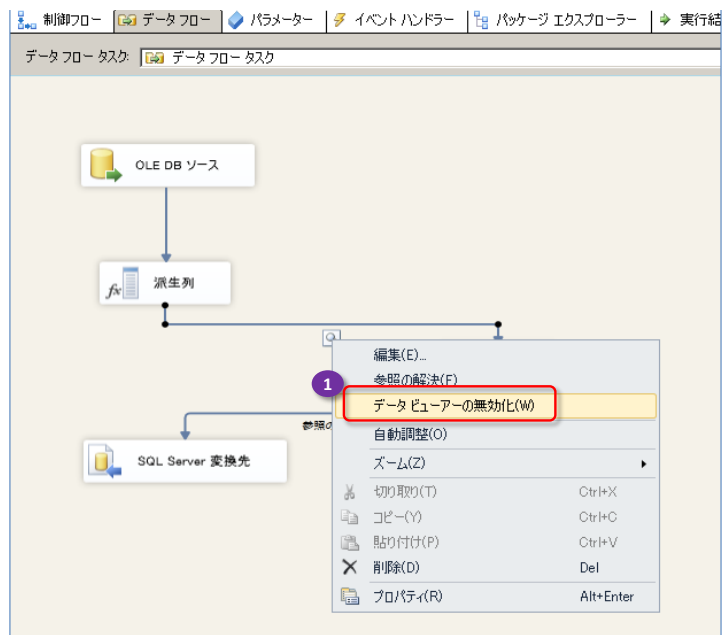 制御フロー データ フロー パラメーター イベント ハンドラー パッケージ エクスプローラー 実行結
データ フロー タスク: データ フロー タスク
OLE DB ソース
fx 派生列
編集(E)...
1
参照の解決(F)
データ ビューアーの無効化(W)
自動調整(O)
参照の
SQL Server 変換先
ズーム(Z)
切り取り(T) Ctrl+X
コピー(Y) Ctrl+C
貼り付け(P) Ctrl+V
削除(D) Del
プロパティ(R) Alt+Enter